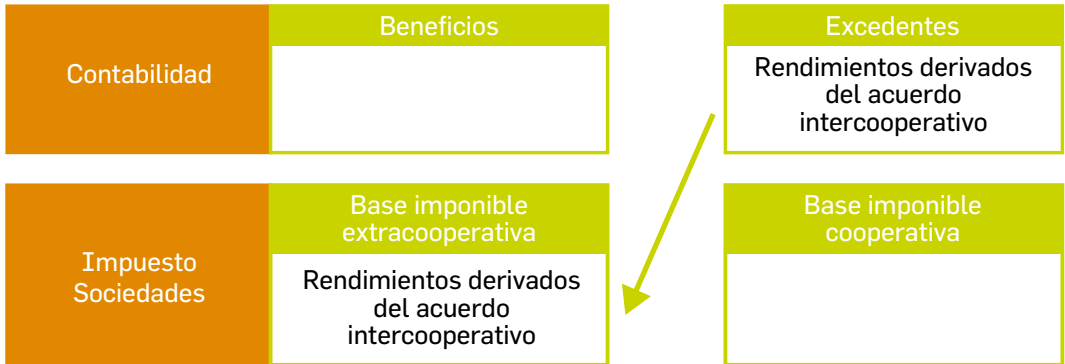 Contabilidad
Beneficios
Excedentes
Rendimientos derivados
del acuerdo
intercooperativo
Impuesto
Sociedades
Base imponible
extracooperativa
Rendimientos derivados
del acuerdo
intercooperativo
Base imponible
cooperativa